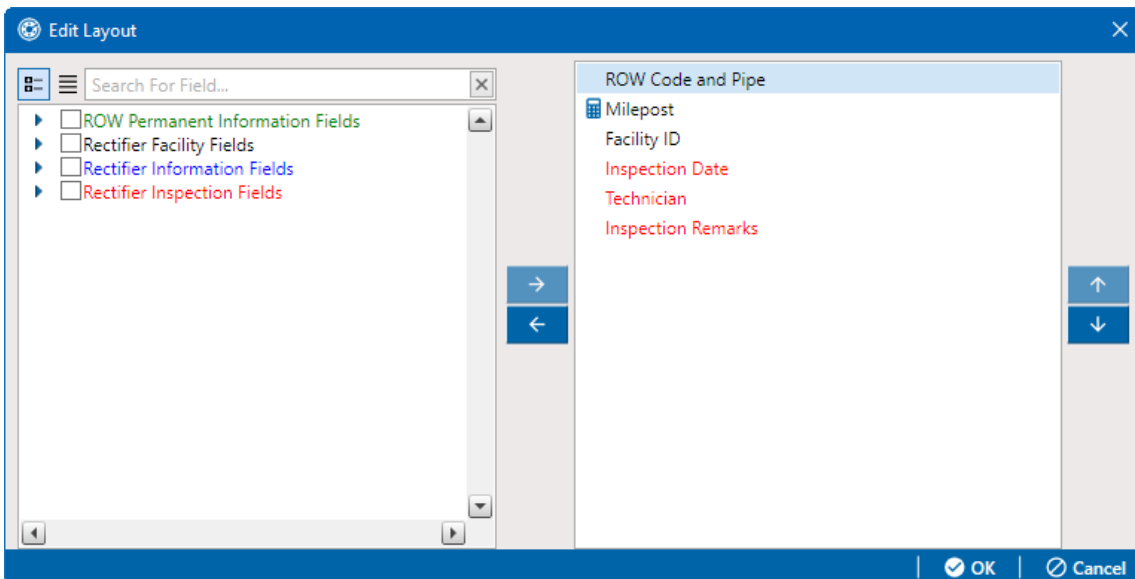 Edit Layout
Search For Field...
ROW Permanent Information Fields
Rectifier Facility Fields
Rectifier Information Fields
Rectifier Inspection Fields
ROW Code and Pipe
Milepost
Facility ID
Inspection Date
Technician
Inspection Remarks
OK
Cancel